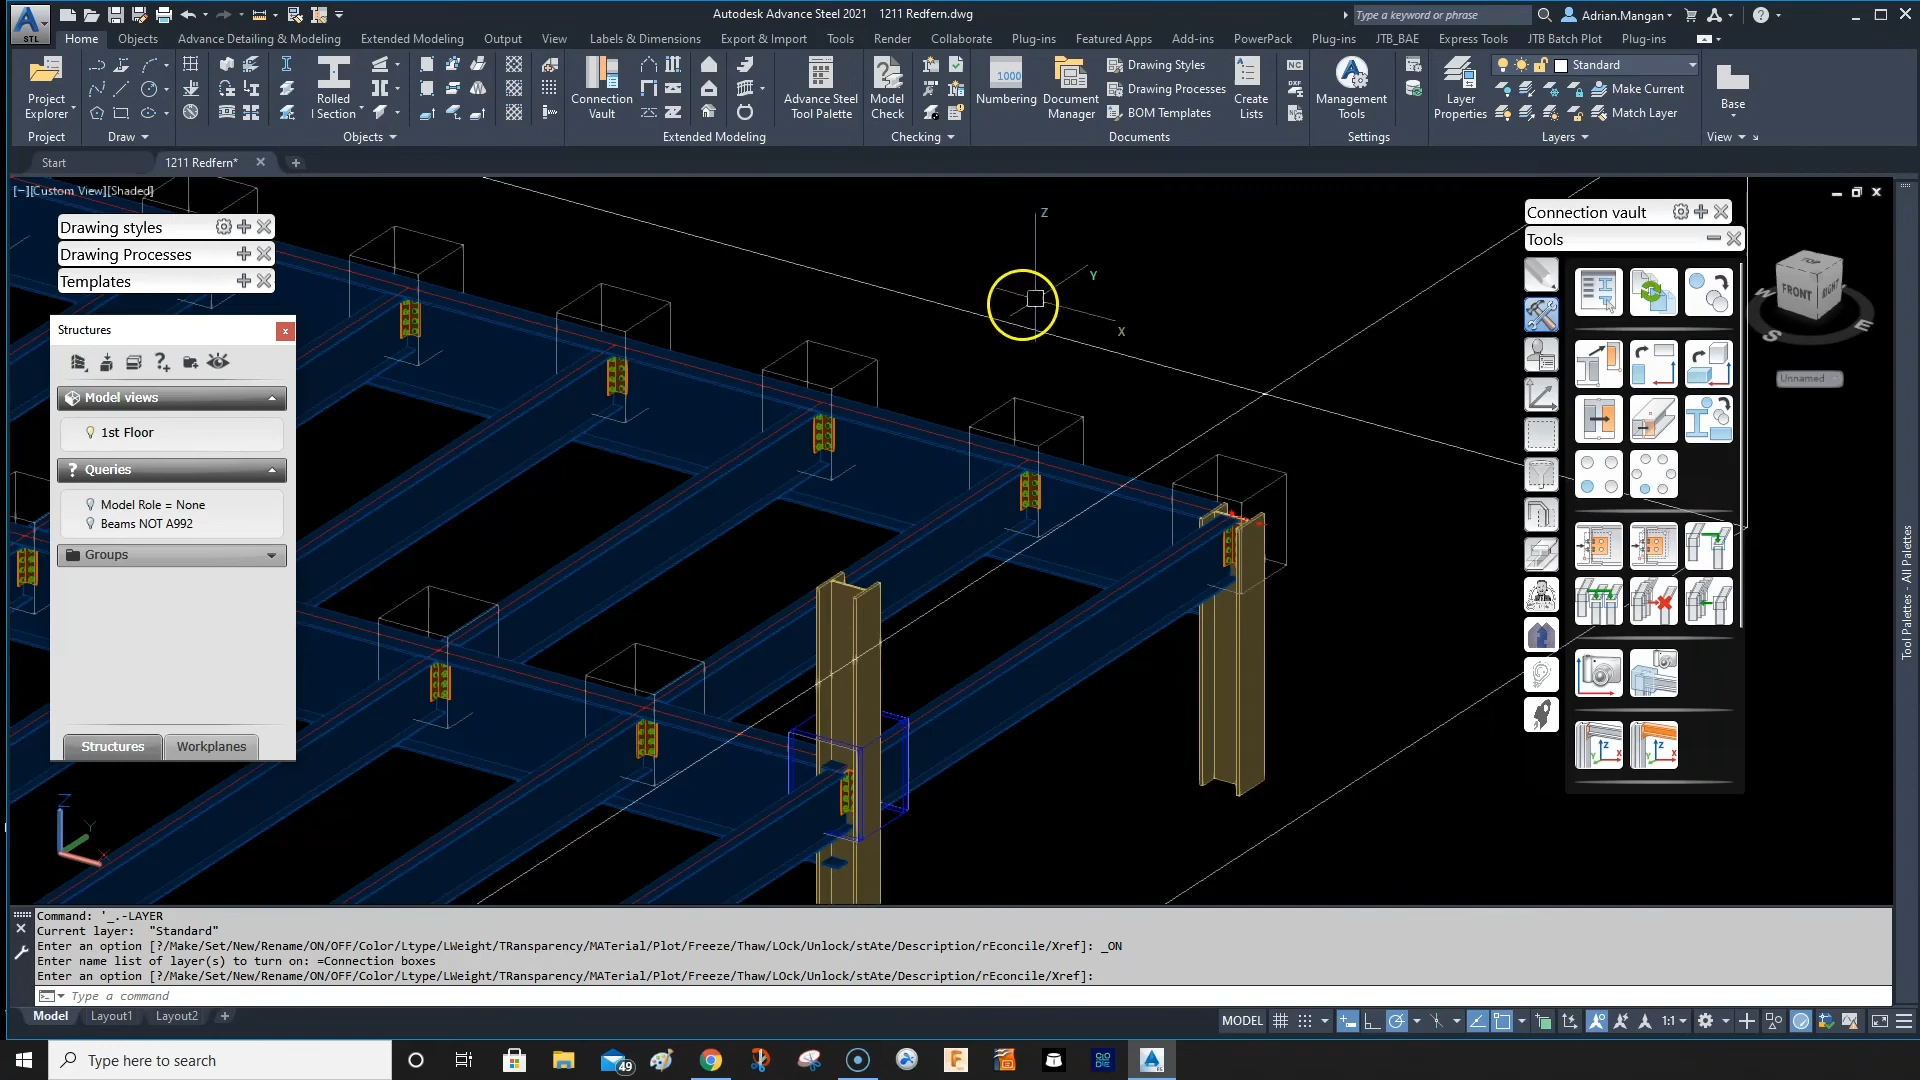 Autodesk Advance Steel 2021   1211 Redfern.dwg
Type a keyword or phrase
Adrian.Mangan
STL
Home
Objects
Advance Detailing & Modeling
Extended Modeling
Output
View
Labels & Dimensions
Export & Import
Tools
Render
Collaborate
Plug-ins
Featured Apps
Add-ins
PowerPack
Plug-ins
JTB_BAE
Express Tools
JTB Batch Plot
Plug-ins
Project Explorer
Rolled I Section
Connection Vault
Advance Steel Tool Palette
Model Check
1000
Numbering
Document Manager
Drawing Styles
Drawing Processes
BOM Templates
Create Lists
NC
DXF
Management Tools
Layer Properties
Standard
Make Current
Match Layer
Base
Project
Draw
Objects
Extended Modeling
Checking
Documents
Settings
Layers
View
Start
1211 Redfern*
[−][Custom View][Shaded]
Drawing styles
Drawing Processes
Templates
Structures
Model views
1st Floor
Queries
Model Role = None
Beams NOT A992
Groups
Structures
Workplanes
Z
Y
X
Connection vault
Tools
TOP
FRONT
RIGHT
W
S
E
Unnamed
Tool Palettes - All Palettes
Z
Y
X
Command: '_.-LAYER
Current layer:  "Standard"
Enter an option [?/Make/Set/New/Rename/ON/OFF/Color/Ltype/LWeight/TRansparency/MATerial/Plot/Freeze/Thaw/LOck/Unlock/stAte/Description/rEconcile/Xref]: _ON
Enter name list of layer(s) to turn on: =Connection boxes
Enter an option [?/Make/Set/New/Rename/ON/OFF/Color/Ltype/LWeight/TRansparency/MATerial/Plot/Freeze/Thaw/LOck/Unlock/stAte/Description/rEconcile/Xref]:
Type a command
Model
Layout1
Layout2
MODEL
1:1
Type here to search
49